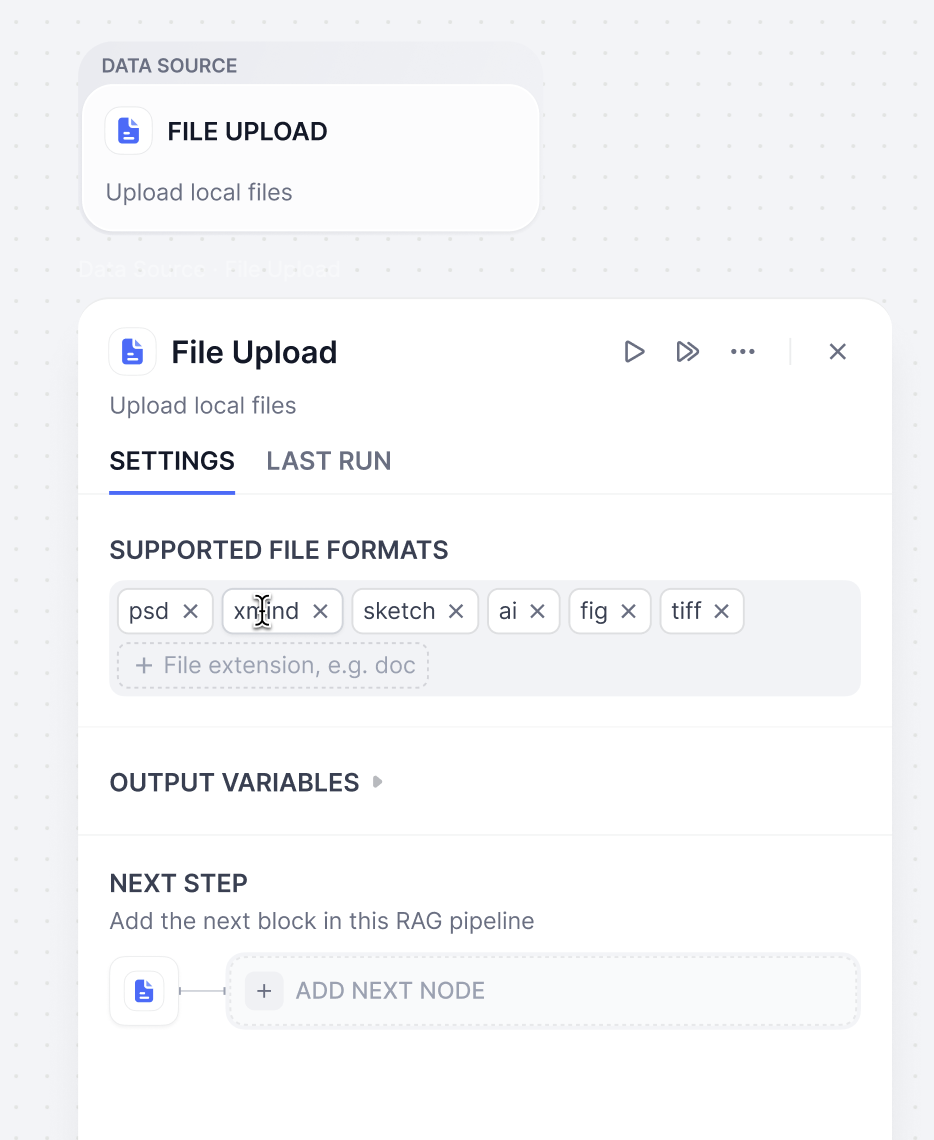 DATA SOURCE
FILE UPLOAD
Upload local files
Data Source - File Upload
File Upload
Upload local files
SETTINGS LAST RUN
SUPPORTED FILE FORMATS
psd xmind sketch ai fig tiff
+ File extension, e.g. doc
OUTPUT VARIABLES
NEXT STEP
Add the next block in this RAG pipeline
+ ADD NEXT NODE